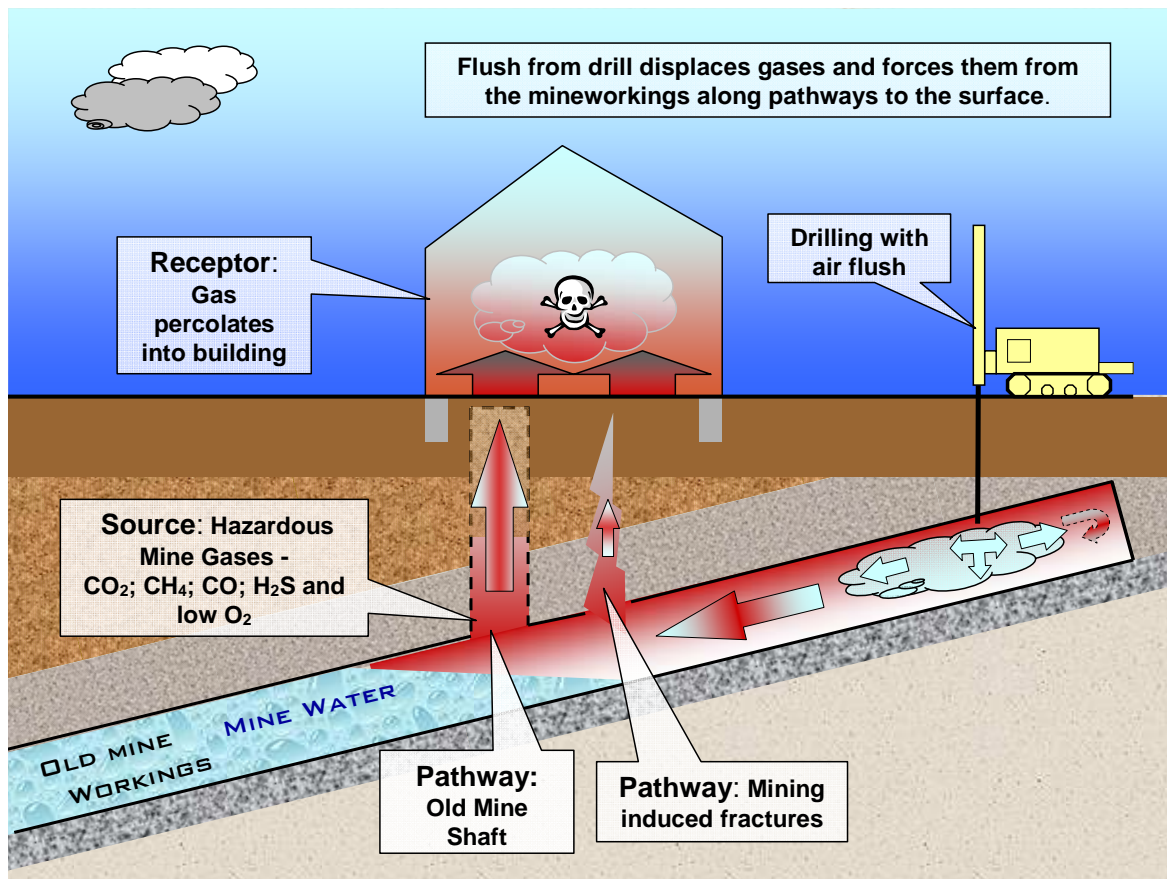 Flush from drill displaces gases and forces them from
the mineworkings along pathways to the surface.
Receptor:
Gas
percolates
into building
Drilling with
air flush
Source: Hazardous
Mine Gases -
CO₂; CH₄; CO; H₂S and
low O₂
MINE WATER
OLD MINE
WORKINGS
Pathway:
Old Mine
Shaft
Pathway: Mining
induced fractures